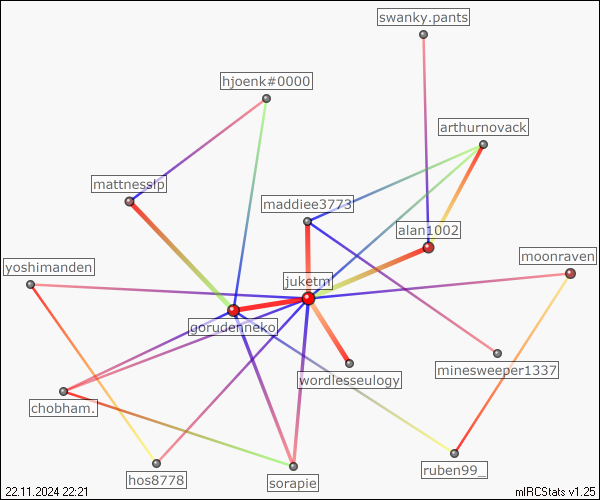 swanky.pants
hjoenk#0000
arthurnovack
mattnesslp
maddiee3773
alan1002
moonraven
yoshimanden
juketm
gorudenneko
minesweeper1337
wordlesseulogy
chobham.
ruben99_
hos8778
sorapie
22.11.2024 22:21
mIRCStats v1.25